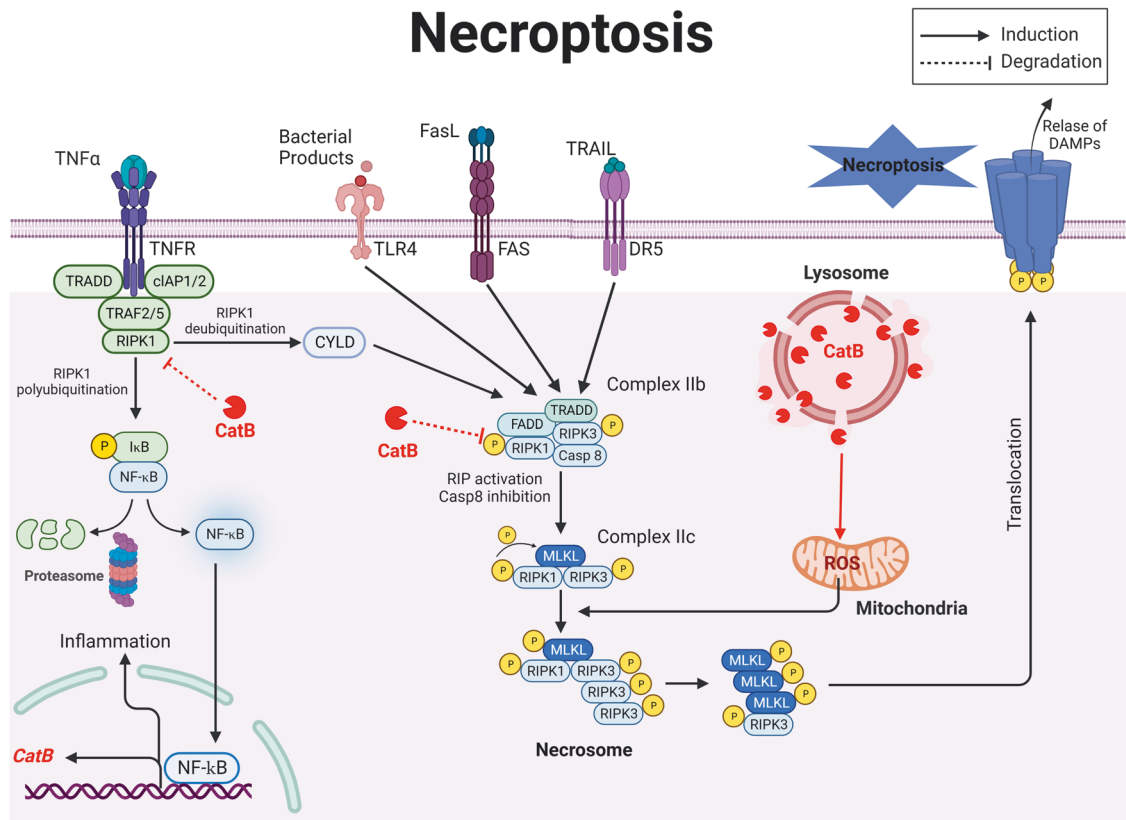 Necroptosis
Induction
Degradation
TNFα
Bacterial
Products
FasL
TRAIL
Necroptosis
Relase of
DAMPs
TNFR
TLR4
FAS
DR5
TRADD
cIAP1/2
TRAF2/5
RIPK1
RIPK1
deubiquitination
CYLD
RIPK1
polyubiquitination
CatB
P
IκB
NF-κB
NF-κB
Proteasome
Inflammation
CatB
NF-kB
Complex IIb
TRADD
FADD
RIPK3
P
P
RIPK1
Casp 8
CatB
RIP activation
Casp8 inhibition
Complex IIc
P
MLKL
P
RIPK1
RIPK3
P
P
MLKL
P
RIPK1
RIPK3
P
RIPK3
P
RIPK3
P
Necrosome
MLKL
P
MLKL
P
MLKL
P
P
RIPK3
Lysosome
CatB
ROS
Mitochondria
Translocation
P
P